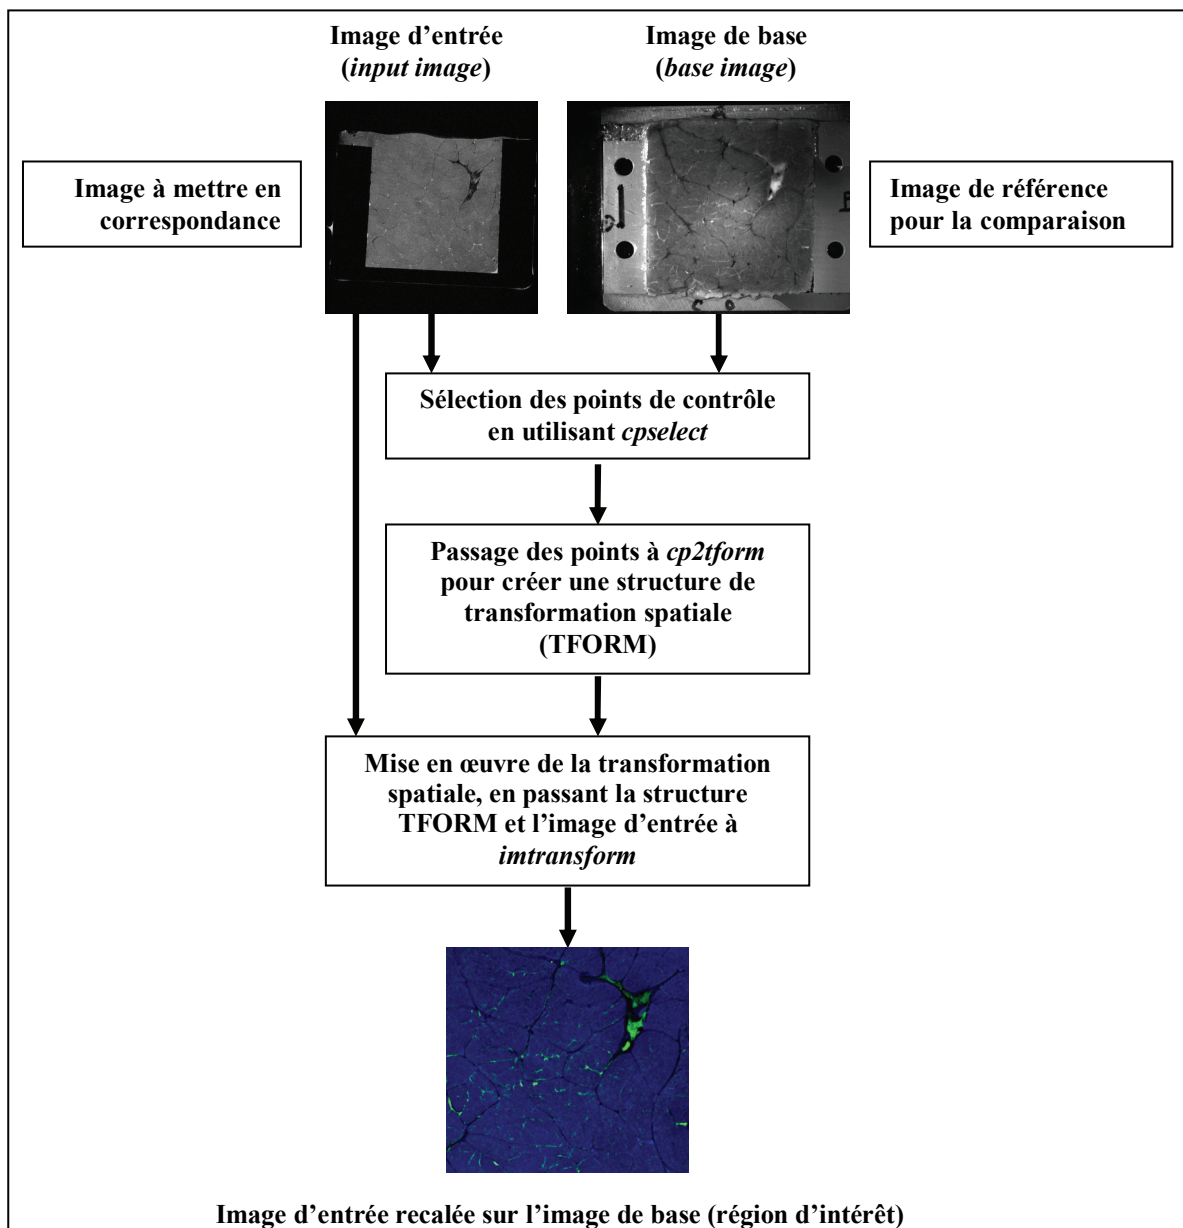 Image d’entrée
(input image)
Image de base
(base image)
Image à mettre en
correspondance
Image de référence
pour la comparaison
Sélection des points de contrôle
en utilisant cpselect
Passage des points à cp2tform
pour créer une structure de
transformation spatiale
(TFORM)
Mise en œuvre de la transformation
spatiale, en passant la structure
TFORM et l’image d’entrée à
imtransform
Image d’entrée recalée sur l’image de base (région d’intérêt)